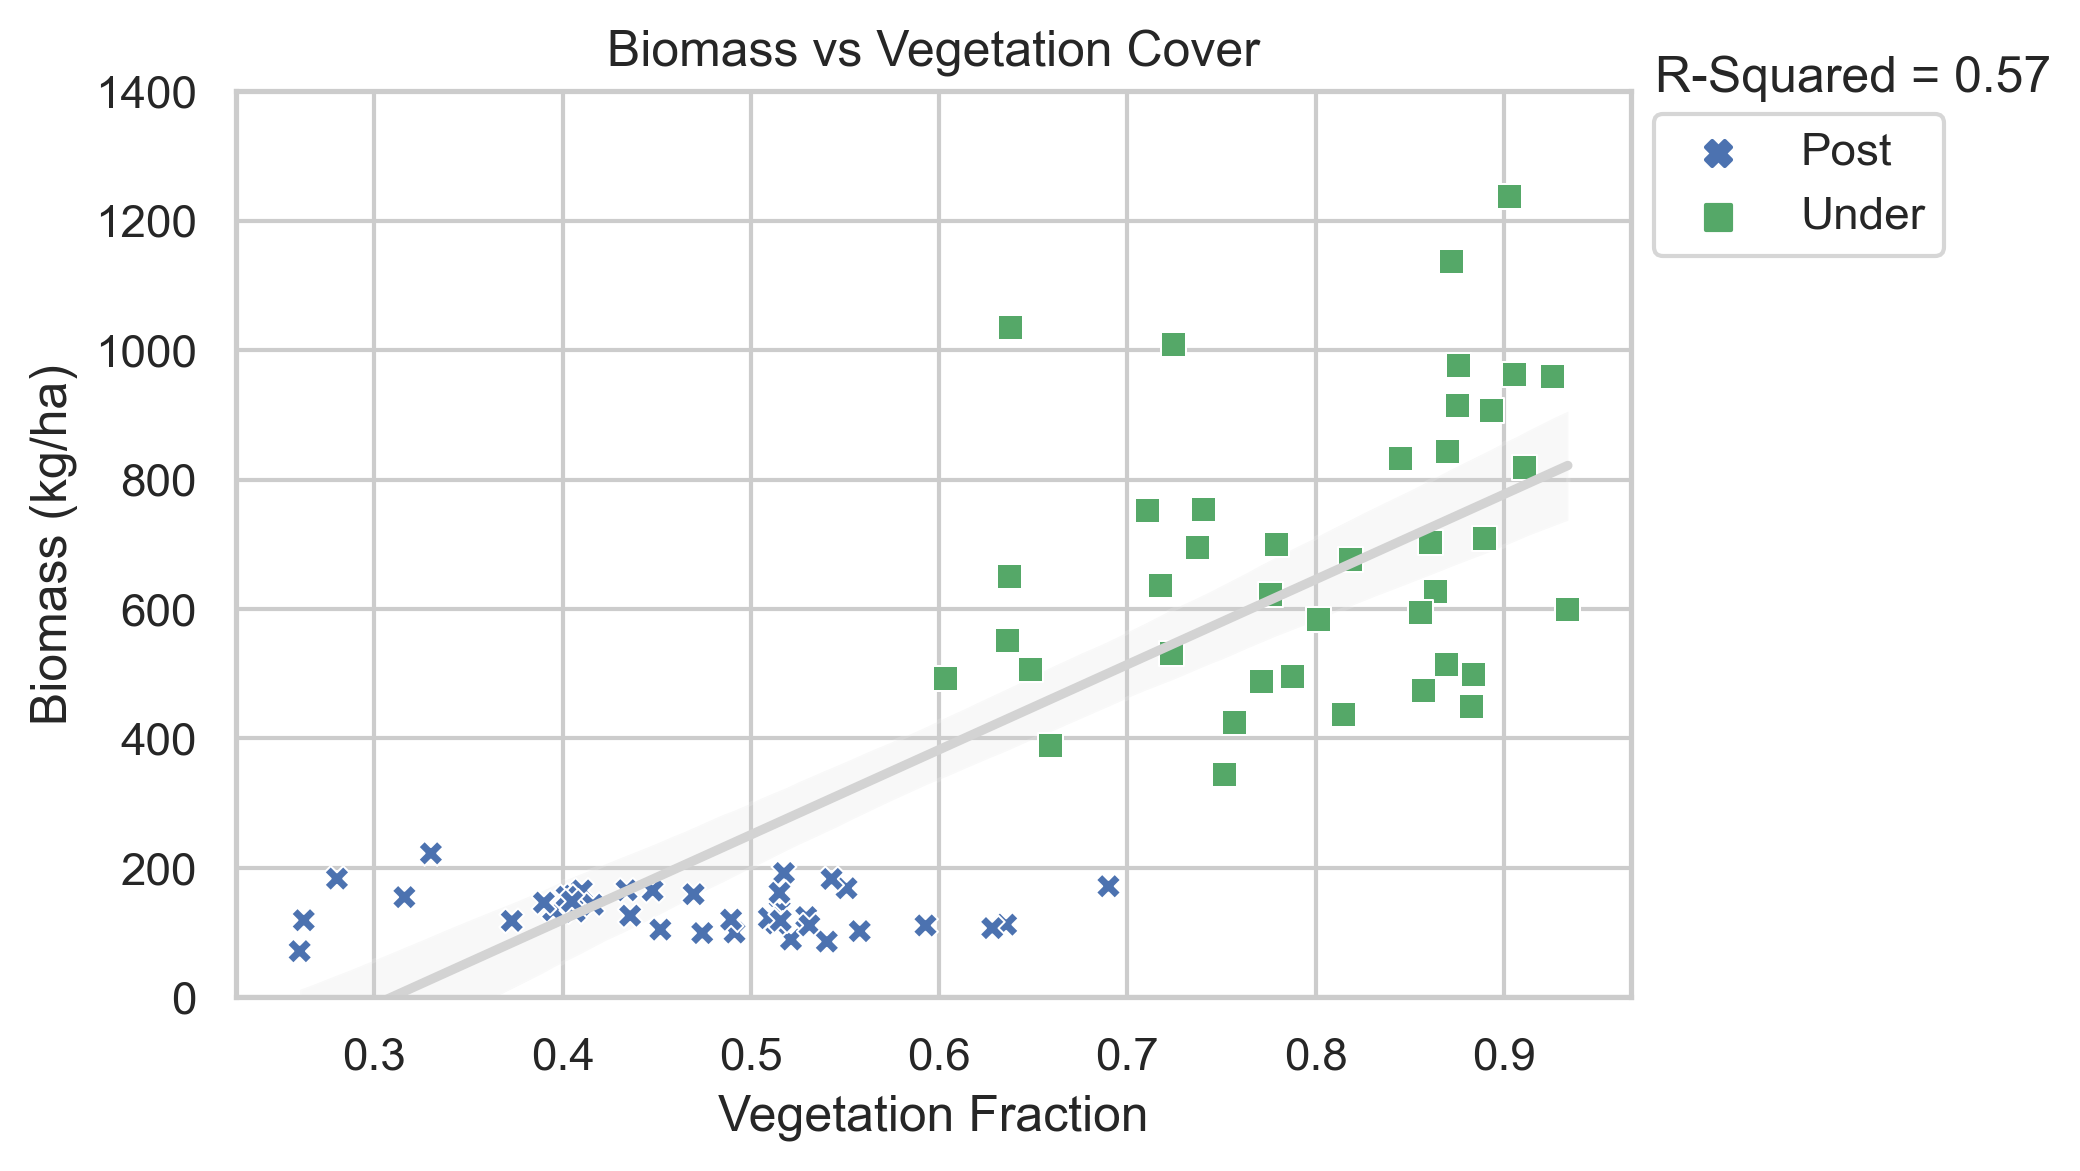 Biomass vs Vegetation Cover
R-Squared = 0.57
Post
Under
1400
1200
1000
800
600
400
200
0
Biomass (kg/ha)
0.3 0.4 0.5 0.6 0.7 0.8 0.9
Vegetation Fraction